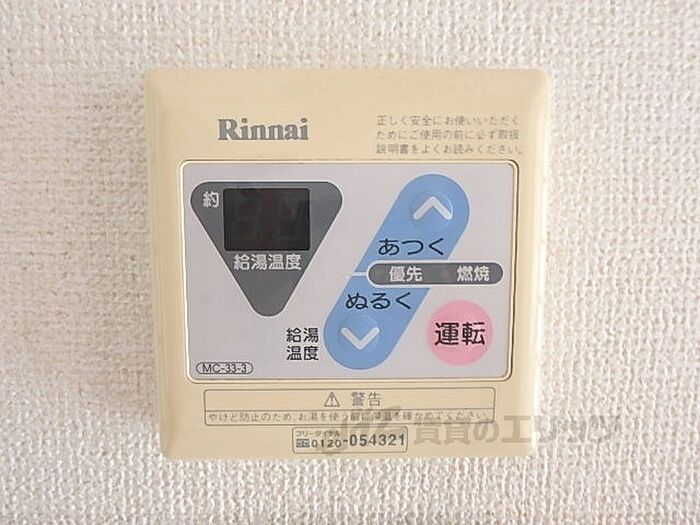 Rinnai
正しく安全にお使いいただく
ためにご使用の前に必ず取扱
説明書をよくお読みください。
約
給湯温度
あつく
優先 燃焼
ぬるく
給湯
温度
運転
MC-33-3
⚠ 警告
やけど防止のため、お湯を使う前に湯温を確かめてください。
フリーダイヤル
0120-054321
賃貸のエリッツ